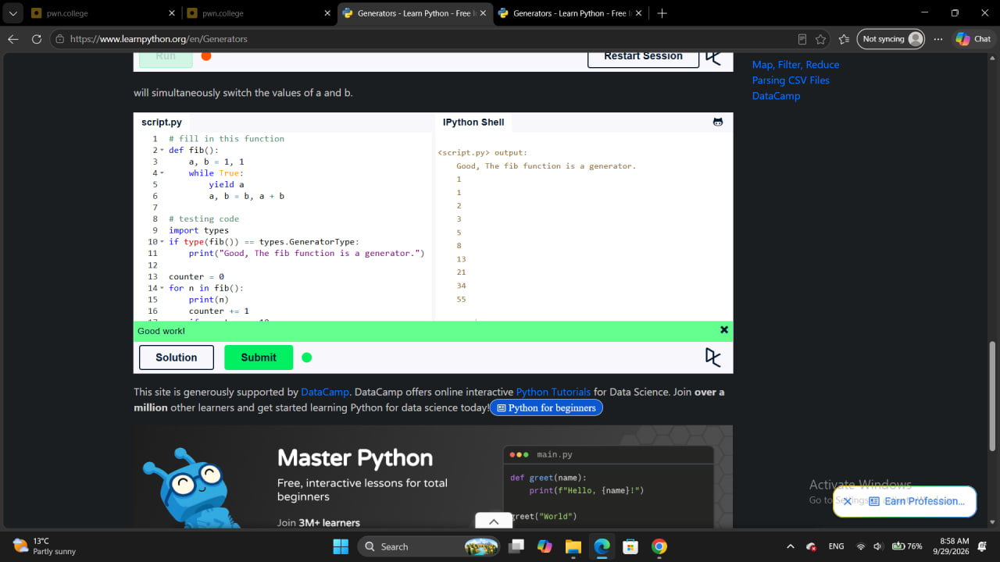 pwn.college
pwn.college
Generators - Learn Python - Free I
Generators - Learn Python - Free I
https://www.learnpython.org/en/Generators
Not syncing
Chat
Run
Restart Session
Map, Filter, Reduce
Parsing CSV Files
DataCamp
will simultaneously switch the values of a and b.
script.py
IPython Shell
1 # fill in this function
2 def fib():
3     a, b = 1, 1
4     while True:
5         yield a
6         a, b = b, a + b
7
8 # testing code
9 import types
10 if type(fib()) == types.GeneratorType:
11     print("Good, The fib function is a generator.")
12
13 counter = 0
14 for n in fib():
15     print(n)
16     counter += 1
<script.py> output:
Good, The fib function is a generator.
1
1
2
3
5
8
13
21
34
55
Good work!
Solution
Submit
This site is generously supported by DataCamp. DataCamp offers online interactive Python Tutorials for Data Science. Join over a
million other learners and get started learning Python for data science today!
Python for beginners
Master Python
Free, interactive lessons for total
beginners
Join 3M+ learners
main.py
def greet(name):
    print(f"Hello, {name}!")
greet("World")
Activate Windows
Go to Settings
Earn Profession...
13°C
Partly sunny
Search
ENG
76%
8:58 AM
9/29/2026